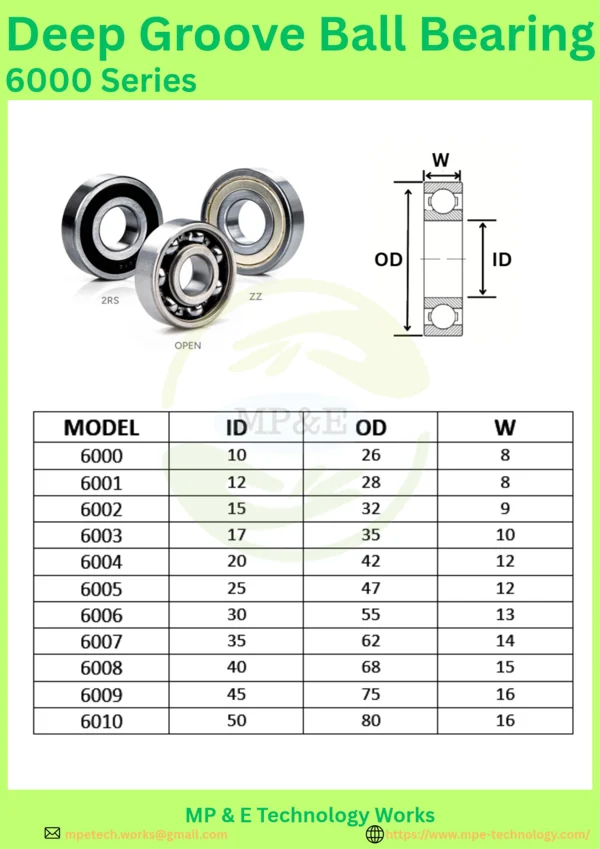 Deep Groove Ball Bearing
6000 Series
W
OD
ID
2RS
ZZ
OPEN
MP&E
MODEL ID OD W
6000 10 26 8
6001 12 28 8
6002 15 32 9
6003 17 35 10
6004 20 42 12
6005 25 47 12
6006 30 55 13
6007 35 62 14
6008 40 68 15
6009 45 75 16
6010 50 80 16
MP & E Technology Works
mpetech.works@gmail.com https://www.mpe-technology.com/